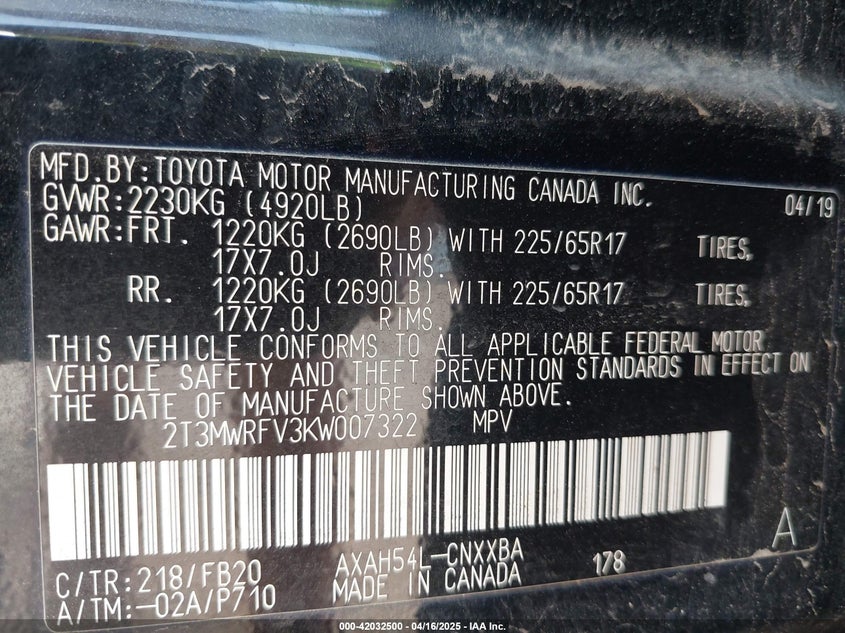 MFD.BY:TOYOTA MOTOR MANUFACTURING CANADA INC. 04/19
GVWR:2230KG (4920LB)
GAWR:FRT. 1220KG (2690LB) WITH 225/65R17 TIRES,
17X7.0J RIMS.
RR. 1220KG (2690LB) WITH 225/65R17 TIRES,
17X7.0J RIMS.
THIS VEHICLE CONFORMS TO ALL APPLICABLE FEDERAL MOTOR
VEHICLE SAFETY AND THEFT PREVENTION STANDARDS IN EFFECT ON
THE DATE OF MANUFACTURE SHOWN ABOVE.
2T3MWRFV3KW007322 MPV
A
C/TR:218/FB20 AXAH54L-CNXXBA 178
A/TM:-02A/P710 MADE IN CANADA
000-42032500 - 04/16/2025 - IAA Inc.